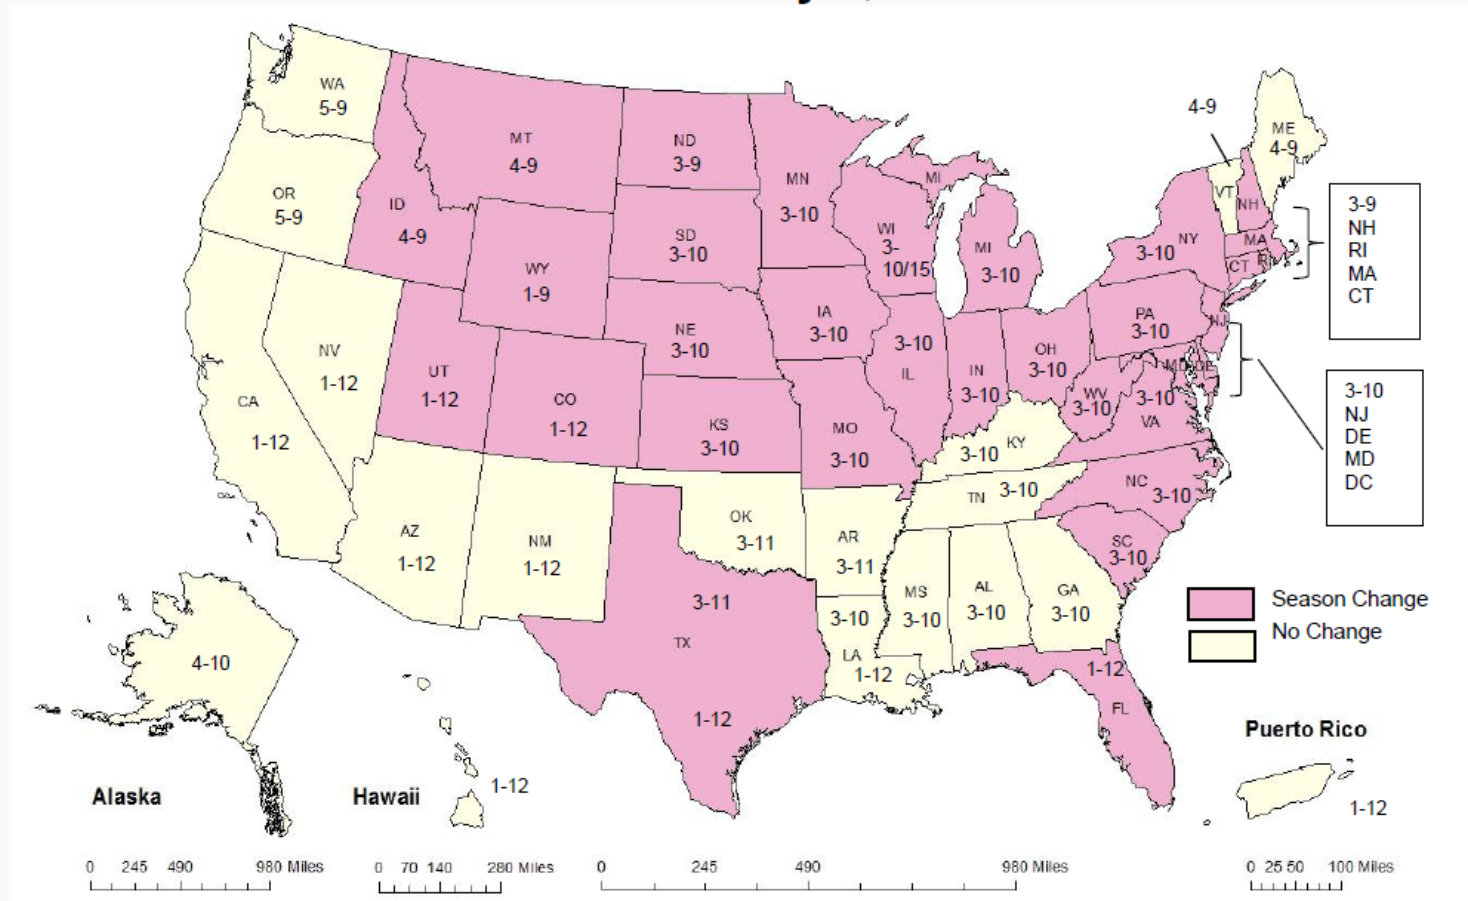 WA
5-9
OR
5-9
CA
1-12
NV
1-12
ID
4-9
MT
4-9
WY
1-9
UT
1-12
CO
1-12
AZ
1-12
NM
1-12
ND
3-9
SD
3-10
NE
3-10
KS
3-10
OK
3-11
3-11
TX
1-12
MN
3-10
IA
3-10
MO
3-10
AR
3-11
3-10
LA
1-12
WI
3-
10/15
MI
MI
3-10
3-10
IL
IN
3-10
OH
3-10
KY
3-10
TN
3-10
MS
3-10
AL
3-10
GA
3-10
1-12
FL
SC
3-10
NC
3-10
3-10
VA
WV
3-10
PA
3-10
NY
3-10
4-9
VT
NH
ME
4-9
MA
CT
RI
NJ
MD
DE
3-9
NH
RI
MA
CT
3-10
NJ
DE
MD
DC
Season Change
No Change
4-10
Alaska
Hawaii
1-12
Puerto Rico
1-12
0 245 490 980 Miles
0 70 140 280 Miles
0 245 490 980 Miles
0 25 50 100 Miles